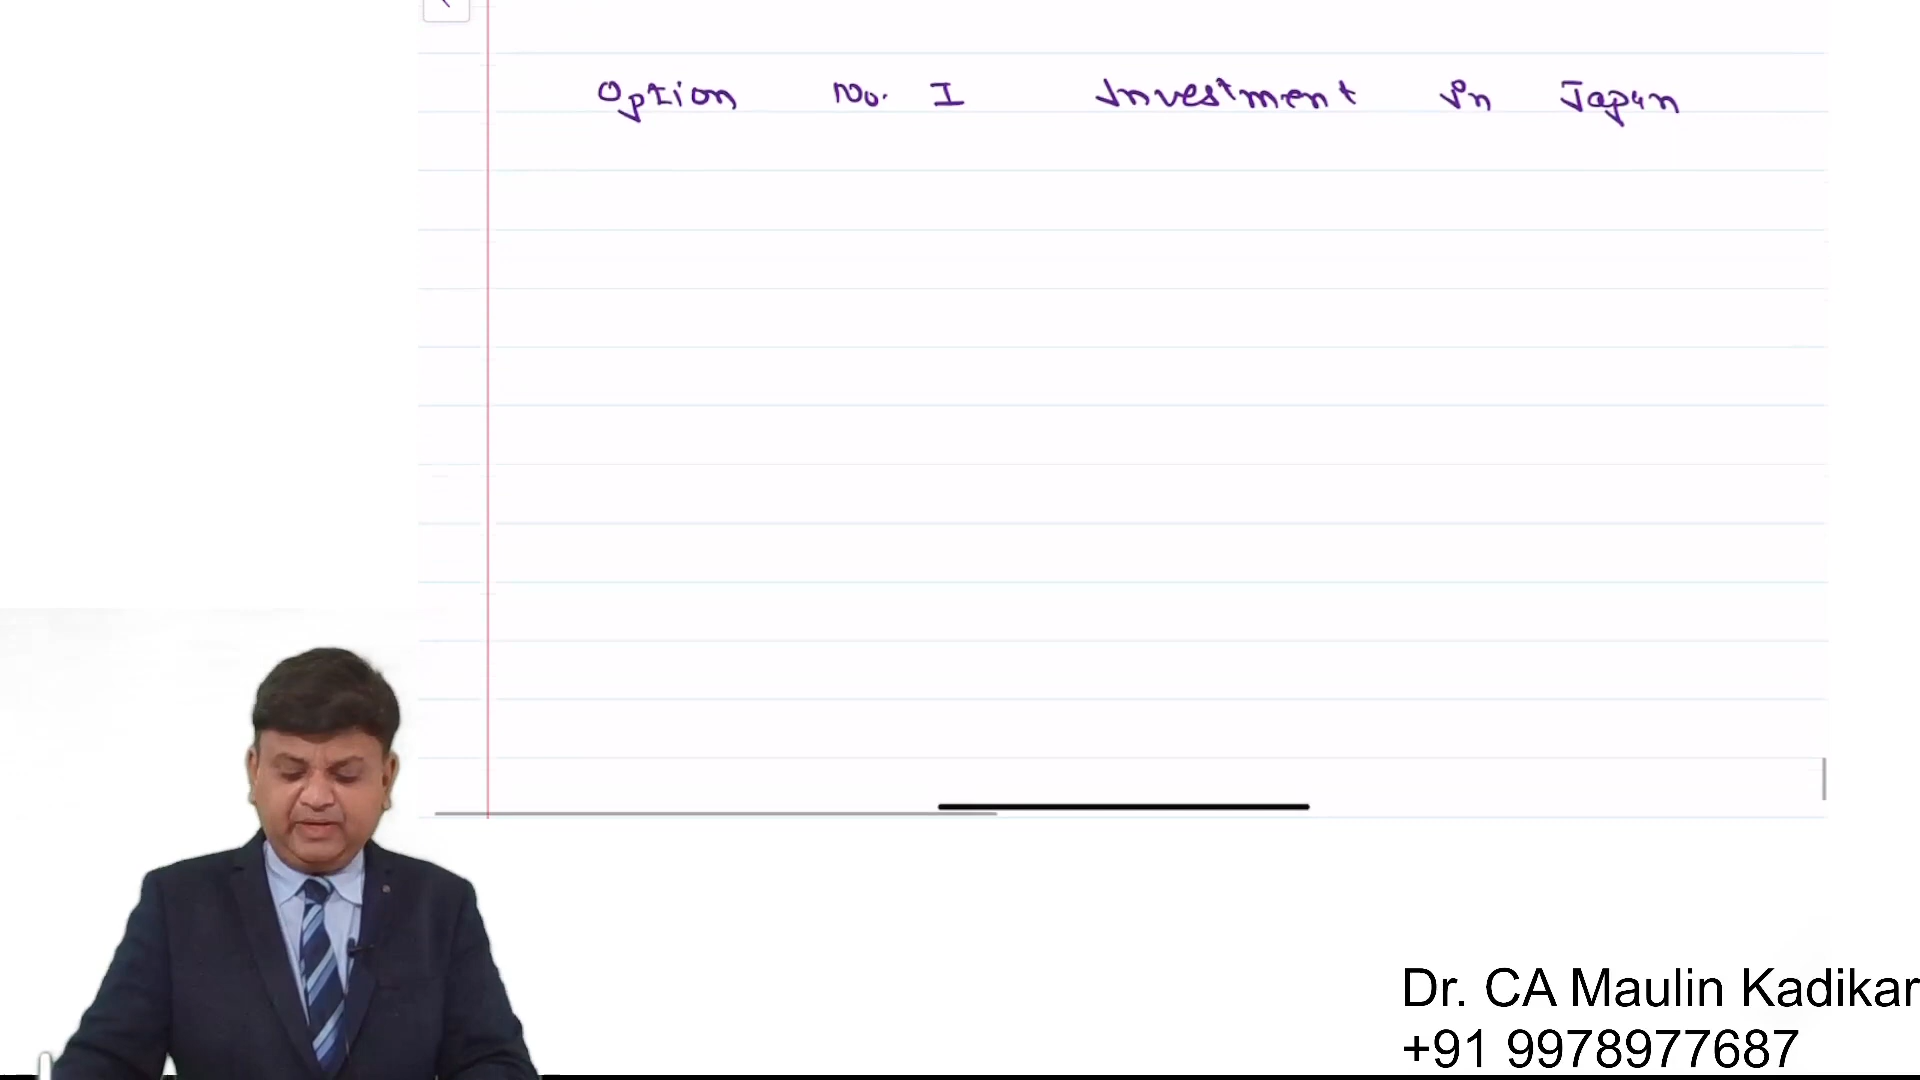 Option No. I Investment in Japan
Dr. CA Maulin Kadikar
+91 9978977687